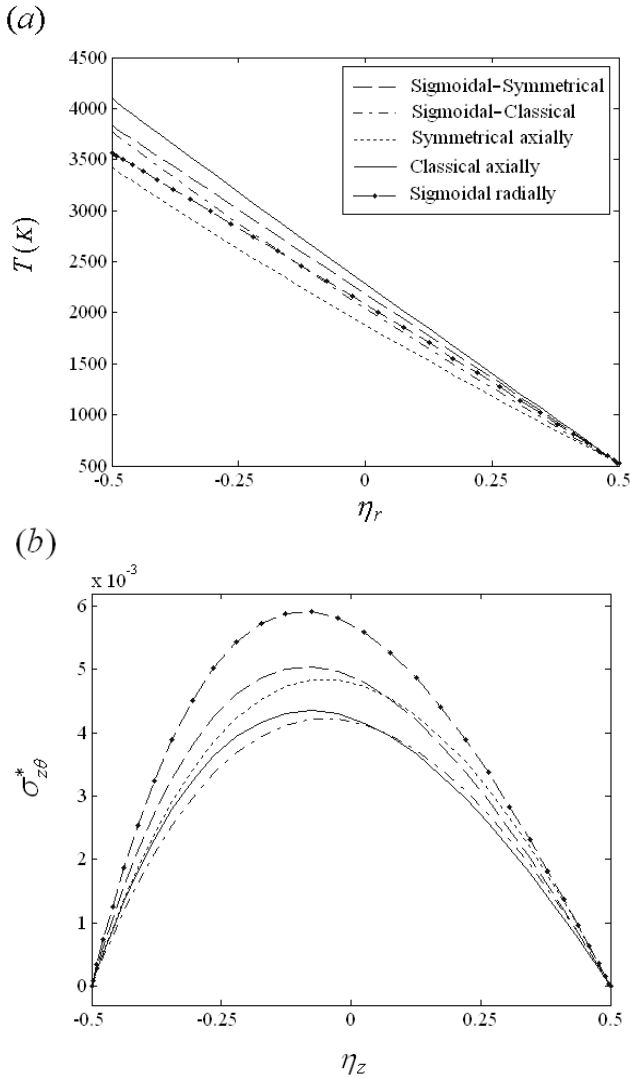 (a)
4500
4000
3500
3000
2500
2000
1500
1000
500
T(K)
Sigmoidal-Symmetrical
Sigmoidal-Classical
Symmetrical axially
Classical axially
Sigmoidal radially
-0.5 -0.25 0 0.25 0.5
ηr
(b)
x 10⁻³
6
5
4
3
2
1
0
σ*zθ
-0.5 -0.25 0 0.25 0.5
ηz